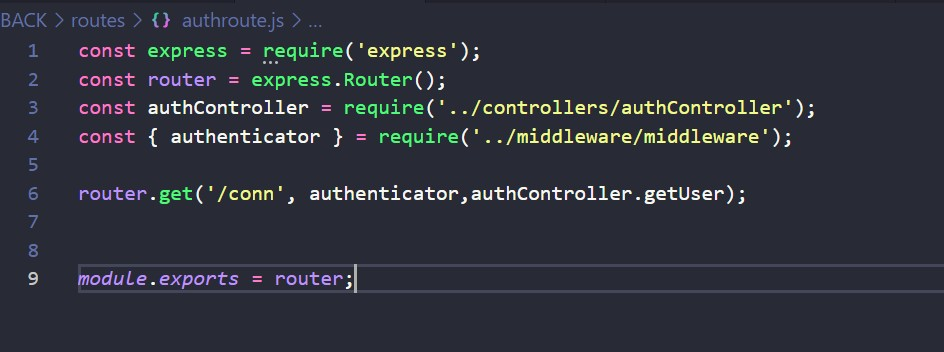 BACK > routes > {} authroute.js > ...
1 const express = require('express');
2 const router = express.Router();
3 const authController = require('../controllers/authController');
4 const { authenticator } = require('../middleware/middleware');
5
6 router.get('/conn', authenticator,authController.getUser);
7
8
9 module.exports = router;